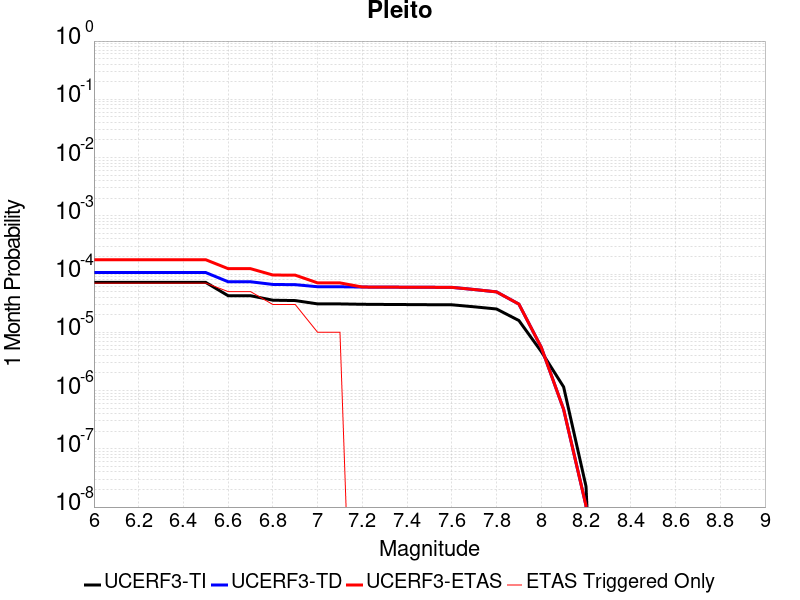 Pleito
10^0
10^-1
10^-2
10^-3
10^-4
10^-5
10^-6
10^-7
10^-8
1 Month Probability
6 6.2 6.4 6.6 6.8 7 7.2 7.4 7.6 7.8 8 8.2 8.4 8.6 8.8 9
Magnitude
UCERF3-TI UCERF3-TD UCERF3-ETAS ETAS Triggered Only